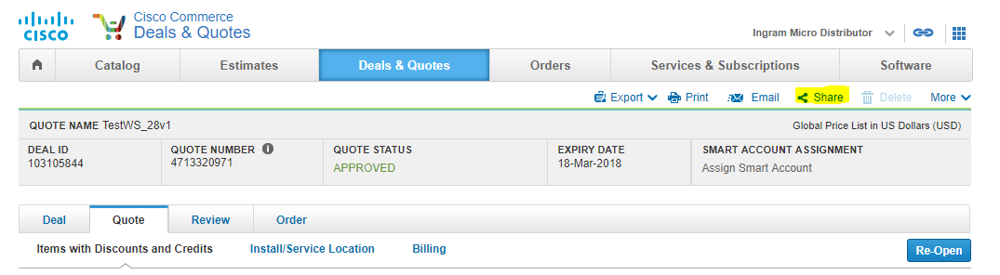 CISCO
Cisco Commerce
Deals & Quotes
Ingram Micro Distributor
Catalog Estimates Deals & Quotes Orders Services & Subscriptions Software
Export Print Email Share Delete More
QUOTE NAME TestWS_28v1 Global Price List in US Dollars (USD)
DEAL ID QUOTE NUMBER QUOTE STATUS EXPIRY DATE SMART ACCOUNT ASSIGNMENT
103105844 4713320971 APPROVED 18-Mar-2018 Assign Smart Account
Deal Quote Review Order
Items with Discounts and Credits Install/Service Location Billing Re-Open